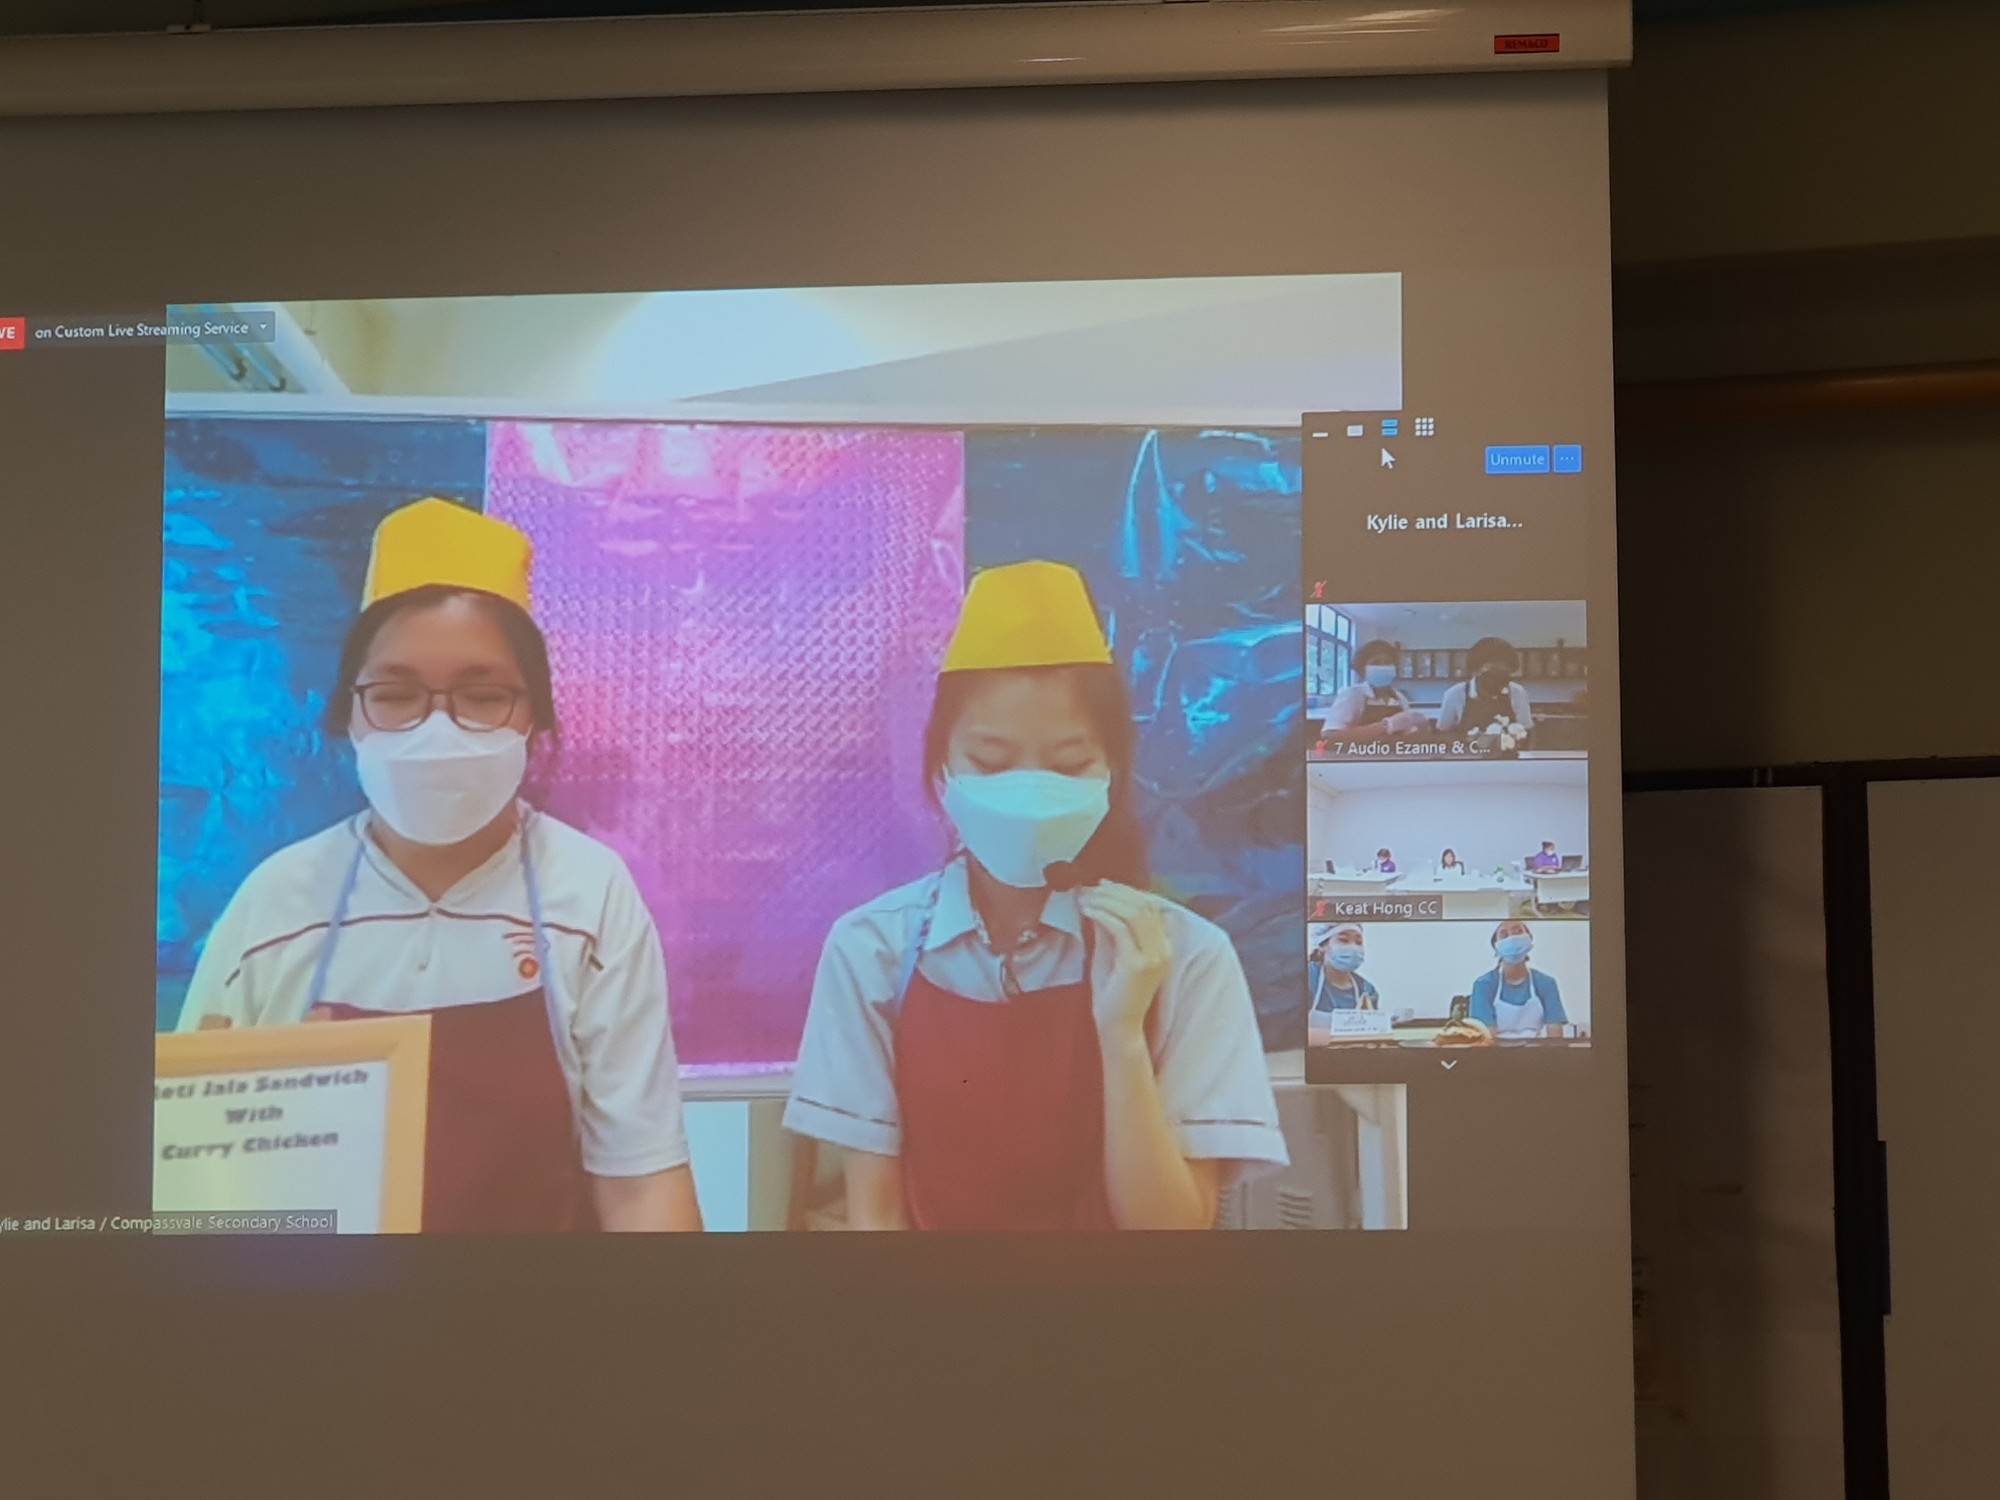 REMACO
VE on Custom Live Streaming Service
Unmute ...
Kylie and Larisa...
7 Audio Ezanne & C...
Keat Hong CC
Roti Jala Sandwich
With
Curry Chicken
ylie and Larisa / Compassvale Secondary School